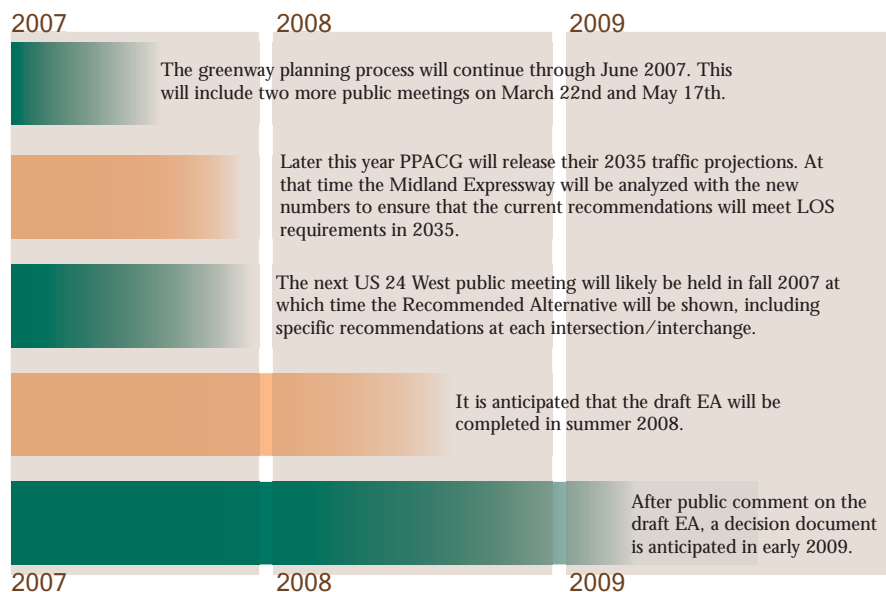 2007 2008 2009
The greenway planning process will continue through June 2007. This
will include two more public meetings on March 22nd and May 17th.
Later this year PPACG will release their 2035 traffic projections. At
that time the Midland Expressway will be analyzed with the new
numbers to ensure that the current recommendations will meet LOS
requirements in 2035.
The next US 24 West public meeting will likely be held in fall 2007 at
which time the Recommended Alternative will be shown, including
specific recommendations at each intersection/interchange.
It is anticipated that the draft EA will be
completed in summer 2008.
After public comment on the
draft EA, a decision document
is anticipated in early 2009.
2007 2008 2009